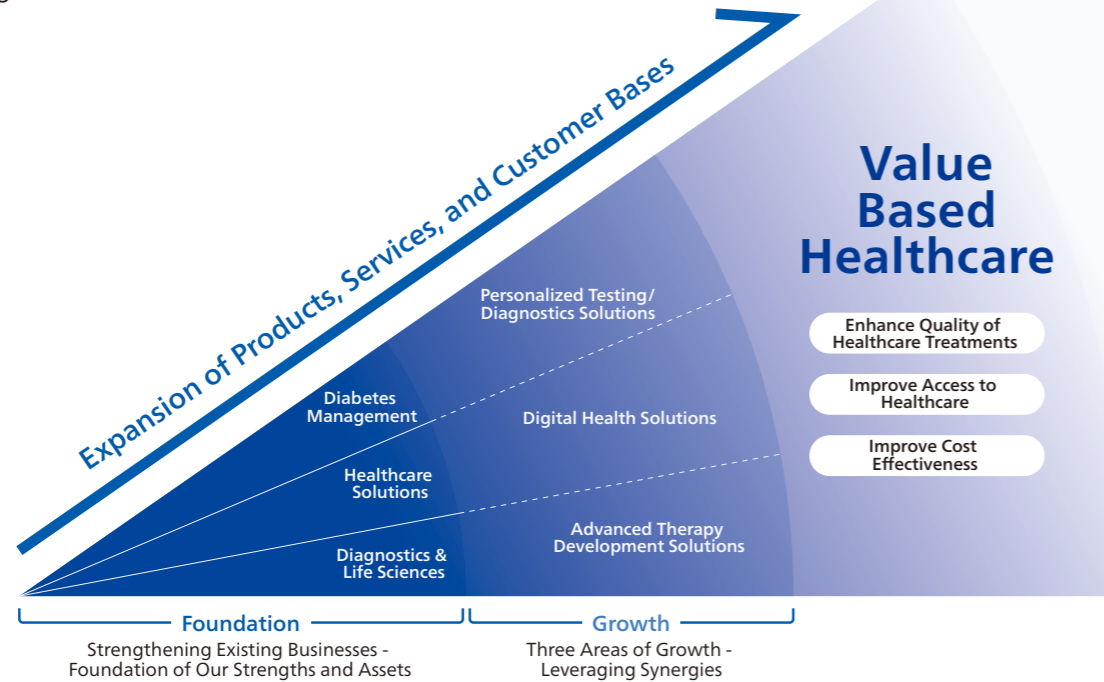 Expansion of Products, Services, and Customer Bases
Value
Based
Healthcare
Enhance Quality of
Healthcare Treatments
Improve Access to
Healthcare
Improve Cost
Effectiveness
Personalized Testing/
Diagnostics Solutions
Digital Health Solutions
Advanced Therapy
Development Solutions
Diabetes
Management
Healthcare
Solutions
Diagnostics &
Life Sciences
Foundation
Strengthening Existing Businesses -
Foundation of Our Strengths and Assets
Growth
Three Areas of Growth -
Leveraging Synergies